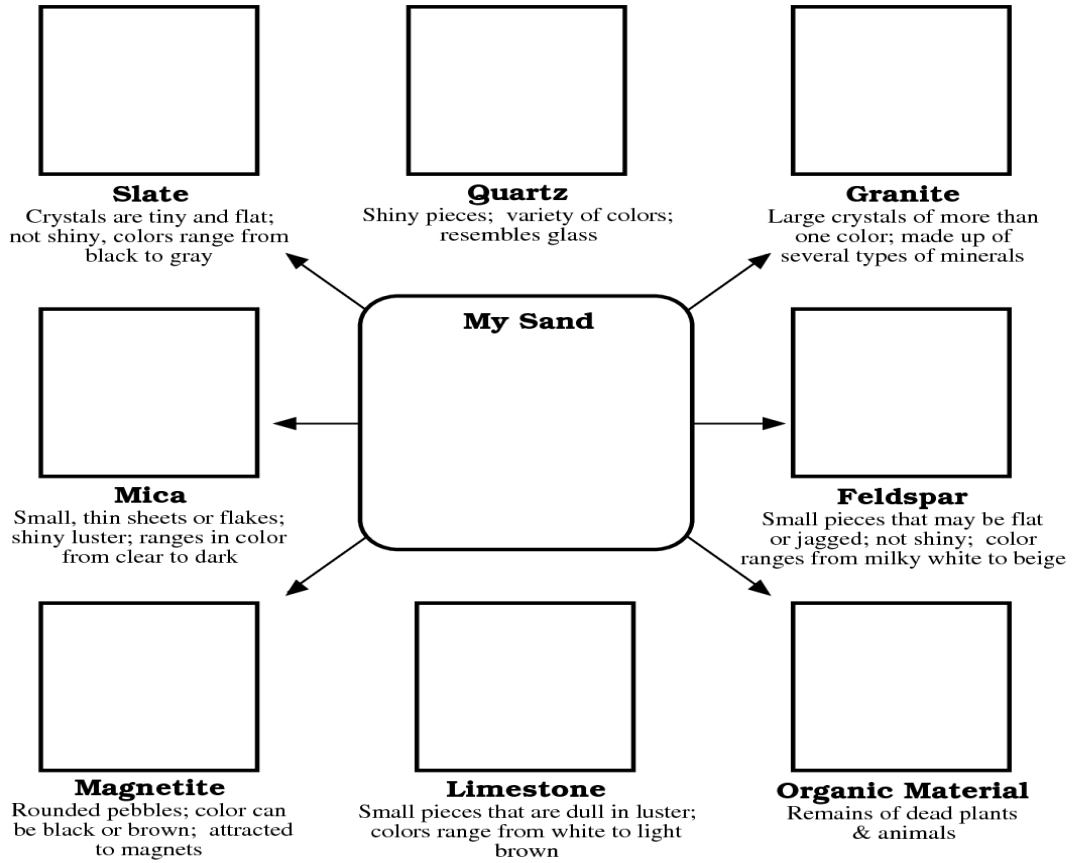 Slate
Crystals are tiny and flat;
not shiny, colors range from
black to gray
Quartz
Shiny pieces; variety of colors;
resembles glass
Granite
Large crystals of more than
one color; made up of
several types of minerals
My Sand
Mica
Small, thin sheets or flakes;
shiny luster; ranges in color
from clear to dark
Feldspar
Small pieces that may be flat
or jagged; not shiny; color
ranges from milky white to beige
Magnetite
Rounded pebbles; color can
be black or brown; attracted
to magnets
Limestone
Small pieces that are dull in luster;
colors range from white to light
brown
Organic Material
Remains of dead plants
& animals